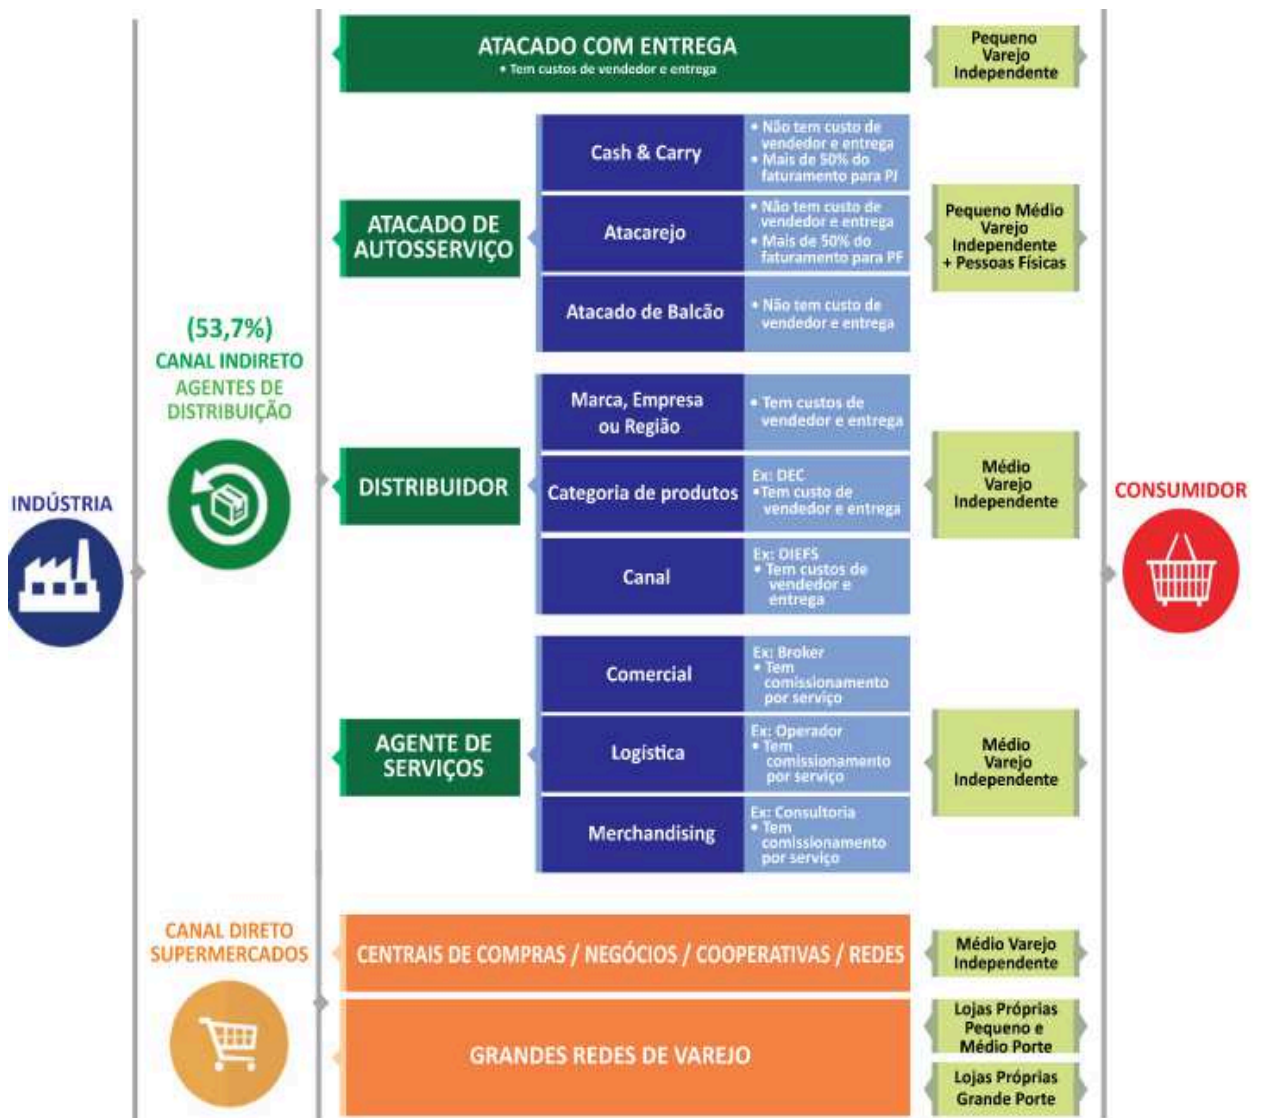 INDÚSTRIA
(53,7%)
CANAL INDIRETO
AGENTES DE
DISTRIBUIÇÃO
ATACADO COM ENTREGA
• Tem custos de vendedor e entrega
Pequeno
Varejo
Independente
ATACADO DE
AUTOSSERVIÇO
Cash & Carry
• Não tem custo de
vendedor e entrega
• Mais de 50% do
faturamento para PJ
Atacarejo
• Não tem custo de
vendedor e entrega
• Mais de 50% do
faturamento para PF
Atacado de Balcão
• Não tem custo de
vendedor e entrega
Pequeno Médio
Varejo
Independente
+ Pessoas Físicas
DISTRIBUIDOR
Marca, Empresa
ou Região
• Tem custos de
vendedor e entrega
Categoria de produtos
Ex: DEC
•Tem custo de
vendedor e entrega
Canal
Ex: DIEFS
• Tem custos de
vendedor e
entrega
Médio
Varejo
Independente
AGENTE DE
SERVIÇOS
Comercial
Ex: Broker
• Tem
comissionamento
por serviço
Logística
Ex: Operador
• Tem
comissionamento
por serviço
Merchandising
Ex: Consultoria
• Tem
comissionamento
por serviço
Médio
Varejo
Independente
CANAL DIRETO
SUPERMERCADOS
CENTRAIS DE COMPRAS / NEGÓCIOS / COOPERATIVAS / REDES
Médio Varejo
Independente
GRANDES REDES DE VAREJO
Lojas Próprias
Pequeno e
Médio Porte
Lojas Próprias
Grande Porte
CONSUMIDOR